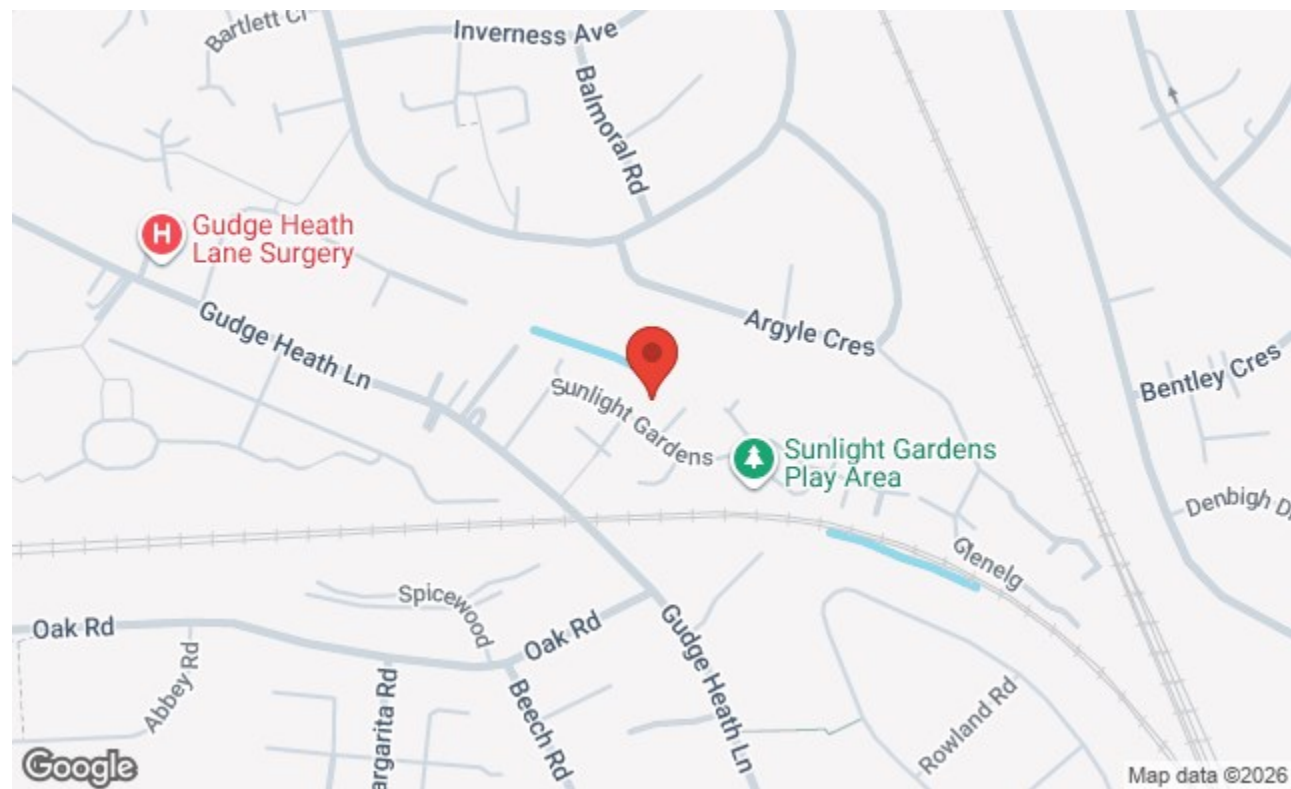 Bartlett Cl
Inverness Ave
Balmoral Rd
Gudge Heath
Lane Surgery
Gudge Heath Ln
Argyle Cres
Bentley Cres
Sunlight Gardens
Sunlight Gardens
Play Area
Denbigh D
Glenelg
Spicewood
Oak Rd
Oak Rd
Abbey Rd
argarita Rd
Beech Rd
Gudge Heath Ln
Rowland Rd
Google
Map data ©2026